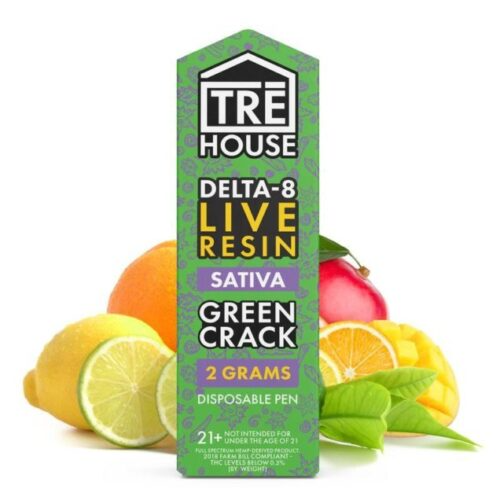 TRĒ
HOUSE
DELTA-8
LIVE
RESIN
SATIVA
GREEN
CRACK
2 GRAMS
DISPOSABLE PEN
21+ NOT INTENDED FOR
UNDER THE AGE OF 21
FULL SPECTRUM HEMP-DERIVED PRODUCT.
2018 FARM BILL COMPLIANT -
THC LEVELS BELOW 0.3%
(BY WEIGHT)